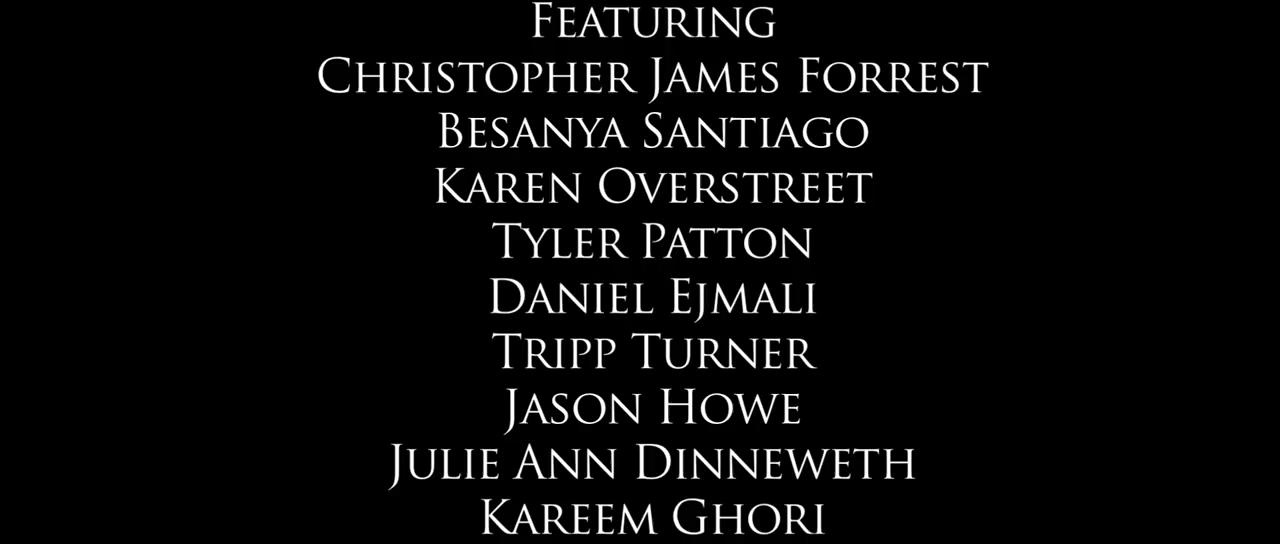 Featuring
Christopher James Forrest
Besanya Santiago
Karen Overstreet
Tyler Patton
Daniel Ejmali
Tripp Turner
Jason Howe
Julie Ann Dinneweth
Kareem Ghori